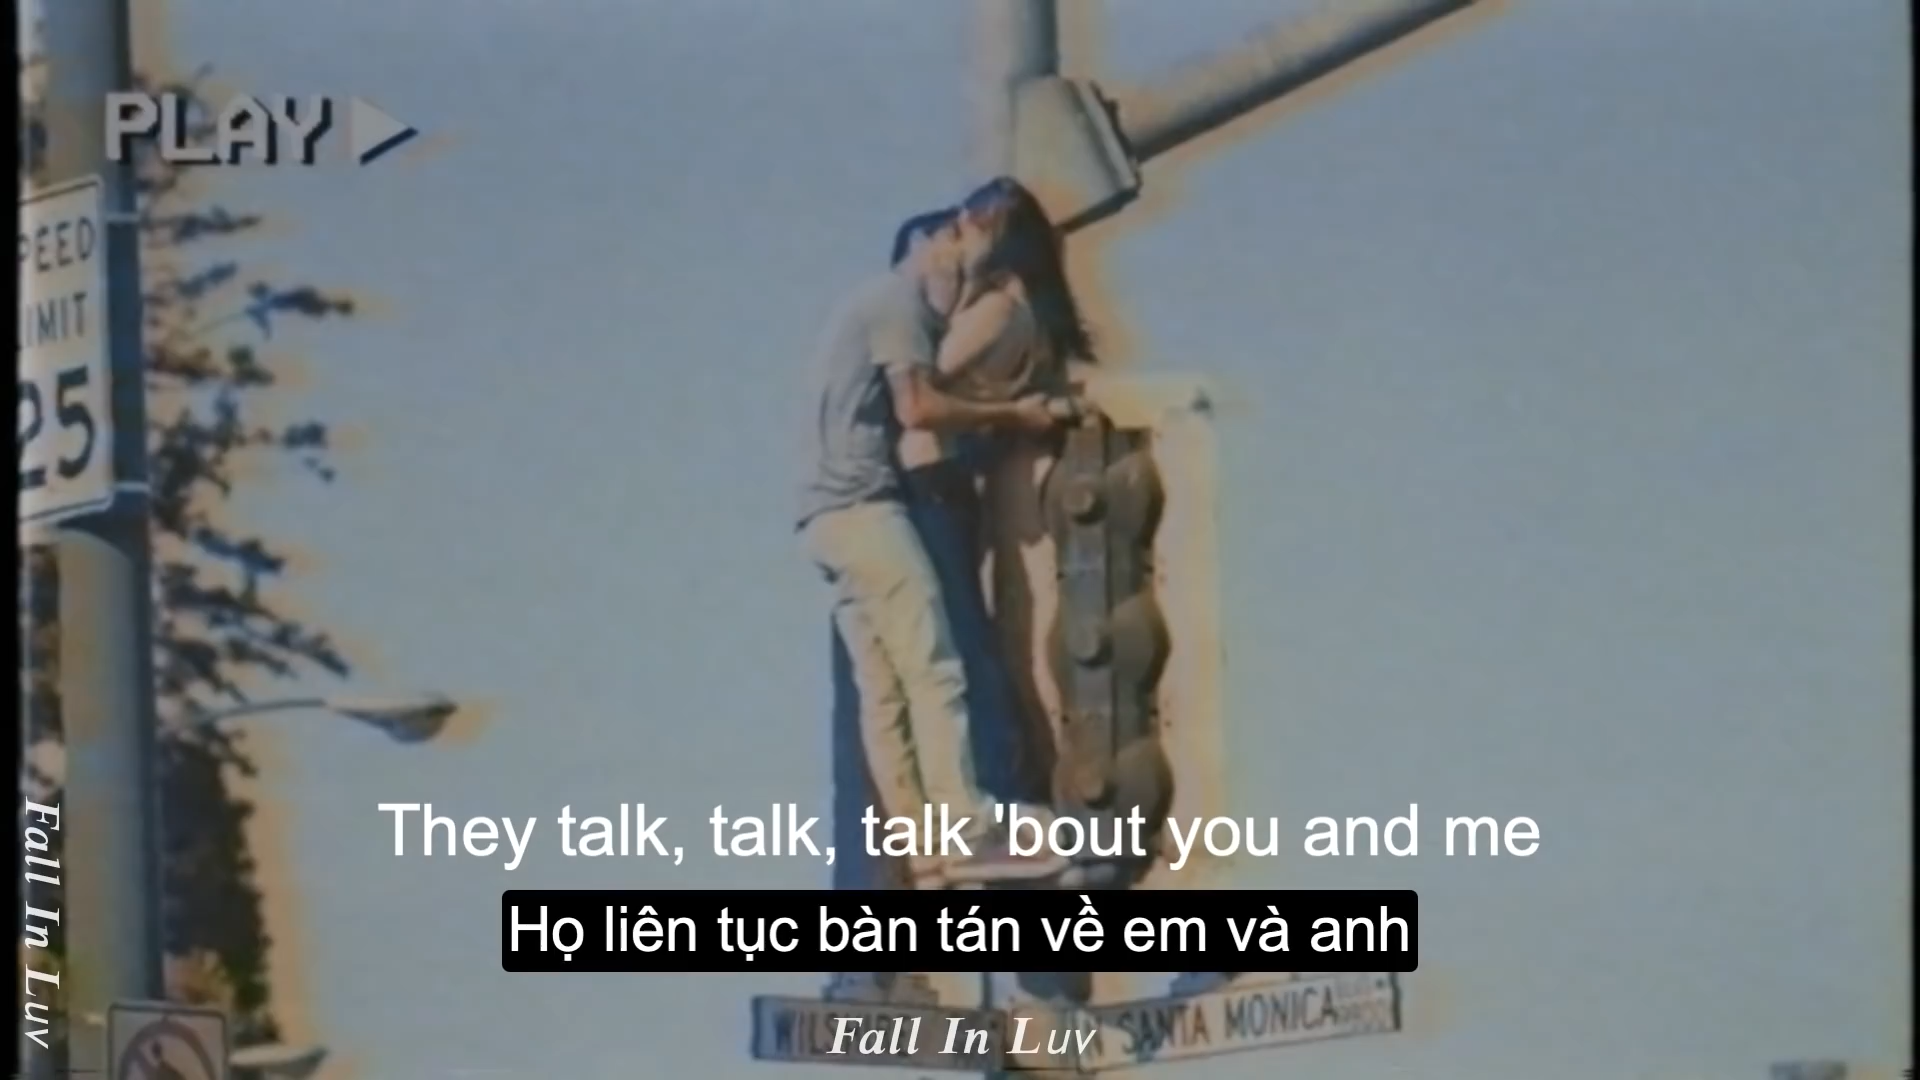 PLAY
PEED
IMIT
25
They talk, talk, talk 'bout you and me
Họ liên tục bàn tán về em và anh
Fall In Luv
SANTA MONICA
Fall In Luv